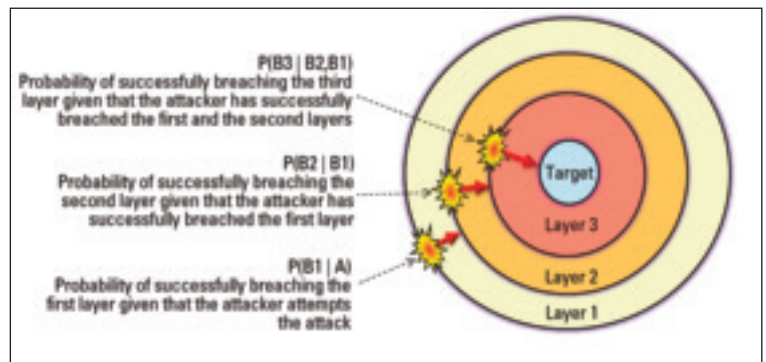 P(B3 | B2,B1)
Probability of successfully breaching the third
layer given that the attacker has successfully
breached the first and the second layers
P(B2 | B1)
Probability of successfully breaching the
second layer given that the attacker has
successfully breached the first layer
P(B1 | A)
Probability of successfully breaching the
first layer given that the attacker attempts
the attack
Target
Layer 3
Layer 2
Layer 1